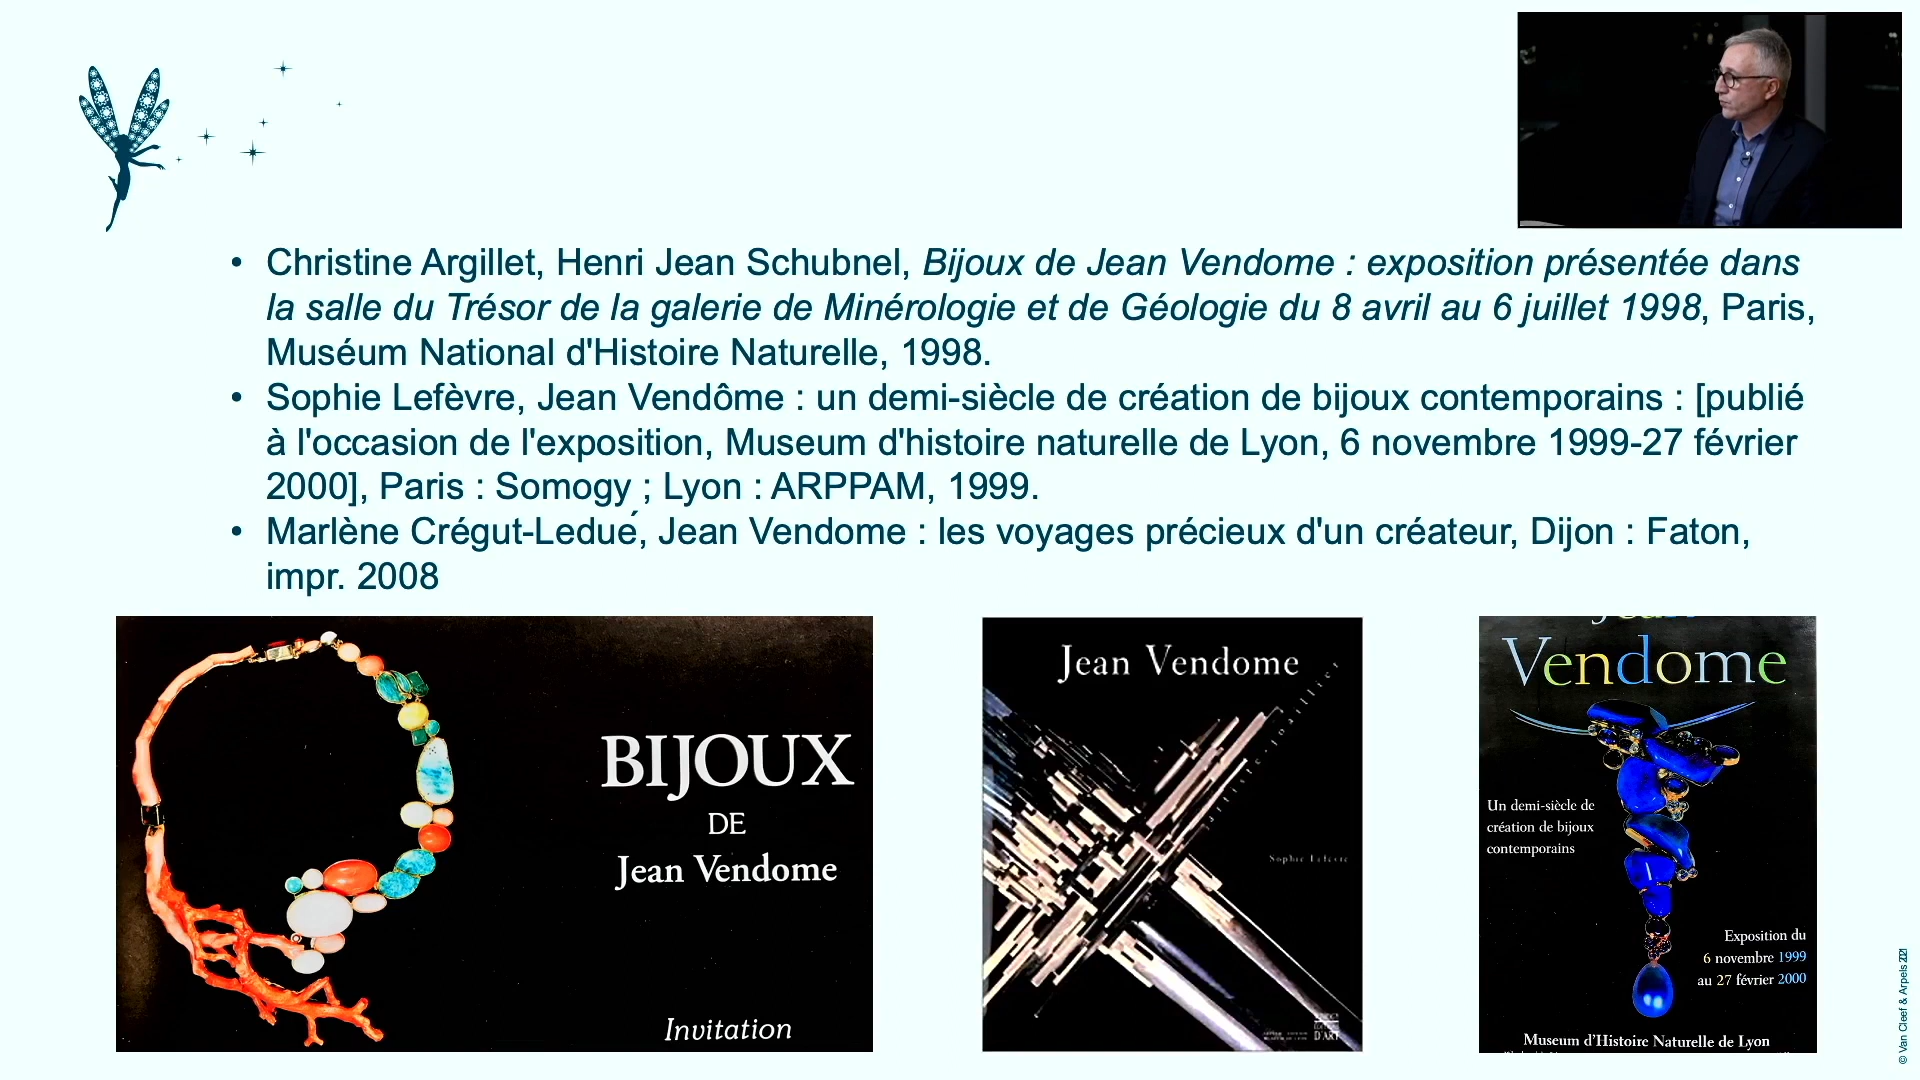 • Christine Argillet, Henri Jean Schubnel, Bijoux de Jean Vendome : exposition présentée dans
la salle du Trésor de la galerie de Minérologie et de Géologie du 8 avril au 6 juillet 1998, Paris,
Muséum National d'Histoire Naturelle, 1998.
• Sophie Lefèvre, Jean Vendôme : un demi-siècle de création de bijoux contemporains : [publié
à l'occasion de l'exposition, Museum d'histoire naturelle de Lyon, 6 novembre 1999-27 février
2000], Paris : Somogy ; Lyon : ARPPAM, 1999.
• Marlène Crégut-Ledué, Jean Vendome : les voyages précieux d'un créateur, Dijon : Faton,
impr. 2008
BIJOUX
DE
Jean Vendome
Invitation
Jean Vendome
Sophie Lefèvre
D'ART
Vendome
Un demi-siècle de
création de bijoux
contemporains
Exposition du
6 novembre 1999
au 27 février 2000
Museum d'Histoire Naturelle de Lyon
© Van Cleef & Arpels